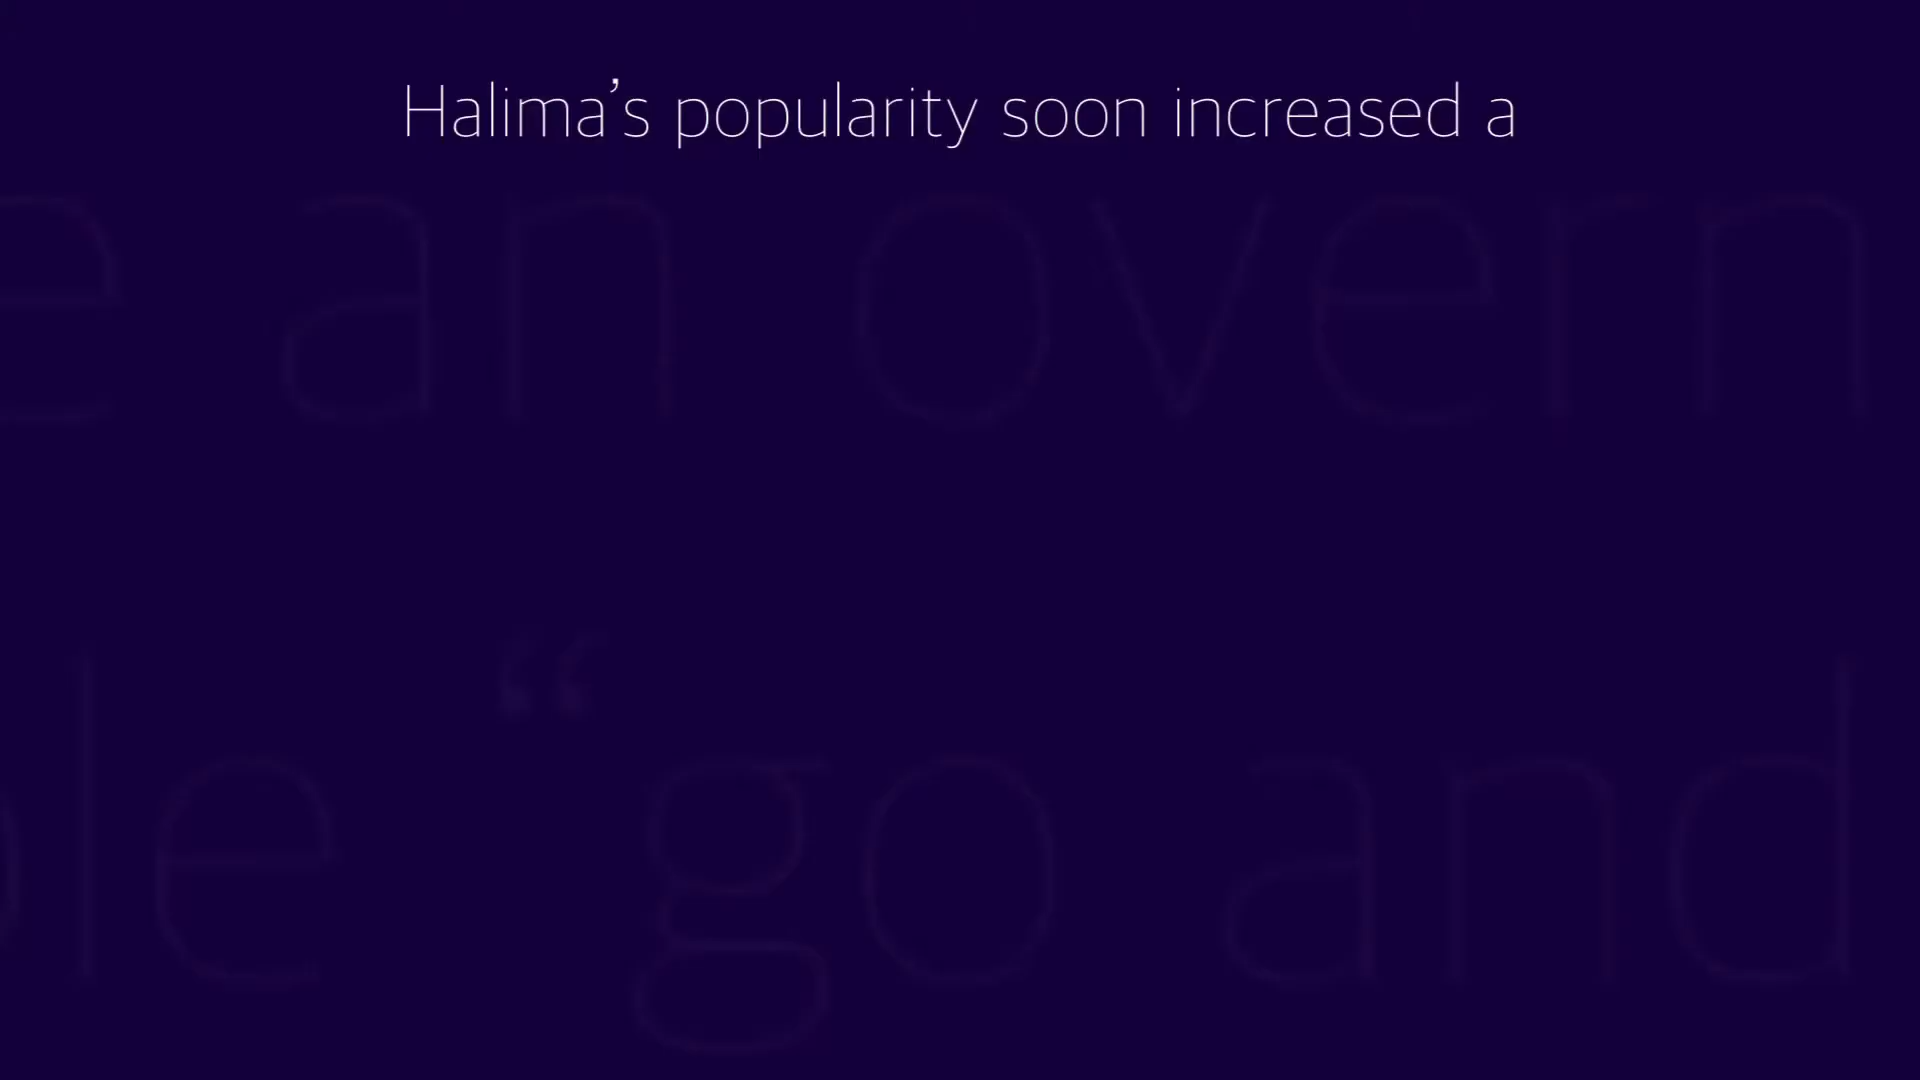 Halima’s popularity soon increased a
e an overn
le “go and